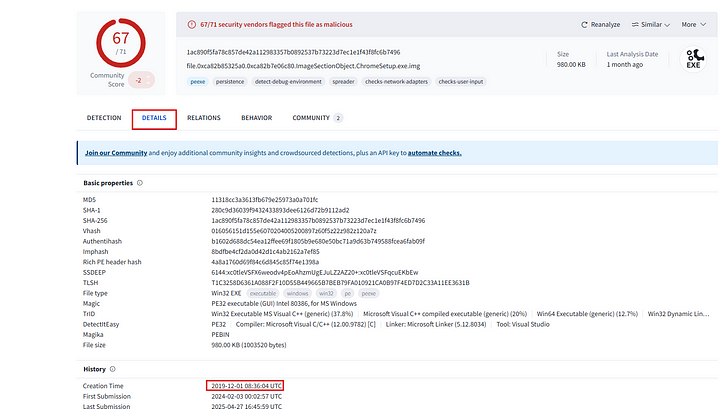 67
/ 71
Community
Score
-2
67/71 security vendors flagged this file as malicious
Reanalyze
Similar
More
1ac890f5fa78c857de42a112983357b0892537b73223d7ec1e1f43f8fc6b7496
file.0xca82b85325a0.0xca82b7e06c80.ImageSectionObject.ChromeSetup.exe.img
peexe persistence detect-debug-environment spreader checks-network-adapters checks-user-input
Size
980.00 KB
Last Analysis Date
1 month ago
EXE
DETECTION DETAILS RELATIONS BEHAVIOR COMMUNITY 2
Join our Community and enjoy additional community insights and crowdsourced detections, plus an API key to automate checks.
Basic properties
MD5 11318cc3a3613fb679e25973a0a701fc
SHA-1 280c9d36039f9432433893dee6126d72b9112ad2
SHA-256 1ac890f5fa78c857de42a112983357b0892537b73223d7ec1e1f43f8fc6b7496
Vhash 016056151d155e6070204005200897z60f5z22z982z120a7z
Authentihash b1602d688dc54ea12ffee69f1805b9e680e50bc71a9d63b749588fcea6fab09f
Imphash 8bdfbe4cf2da0d42d1c4ab2162a7ef85
Rich PE header hash 4a8a1760d69f84c6d845c85f74e1398a
SSDEEP 6144:xc0tleVSFX6weodv4pEoAhzmUgEJuLZ2AZ20+:xc0tleVSFqcuEKbEw
TLSH T1C3258D6361A088F2F10D55B449665B7BEB79FA010921CA0B97F4ED7D2C33A11EE3631B
File type Win32 EXE executable windows win32 pe peexe
Magic PE32 executable (GUI) Intel 80386, for MS Windows
TrID Win32 Executable MS Visual C++ (generic) (37.8%) Microsoft Visual C++ compiled executable (generic) (20%) Win64 Executable (generic) (12.7%) Win32 Dynamic Lin...
DetectItEasy PE32 Compiler: Microsoft Visual C/C++ (12.00.9782) [C] Linker: Microsoft Linker (5.12.8034) Tool: Visual Studio
Magika PEBIN
File size 980.00 KB (1003520 bytes)
History
Creation Time 2019-12-01 08:36:04 UTC
First Submission 2024-02-03 00:02:57 UTC
Last Submission 2025-04-27 16:45:59 UTC